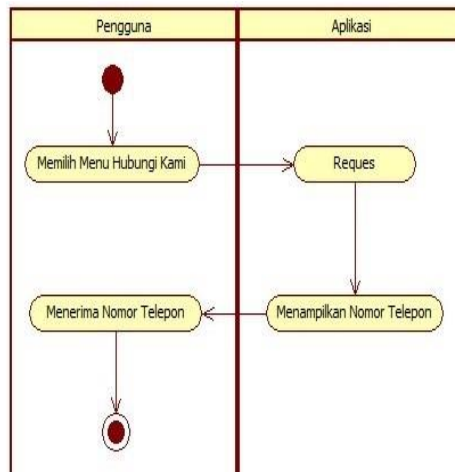 Pengguna
Aplikasi
Memilih Menu Hubungi Kami
Reques
Menerima Nomor Telepon
Menampilkan Nomor Telepon